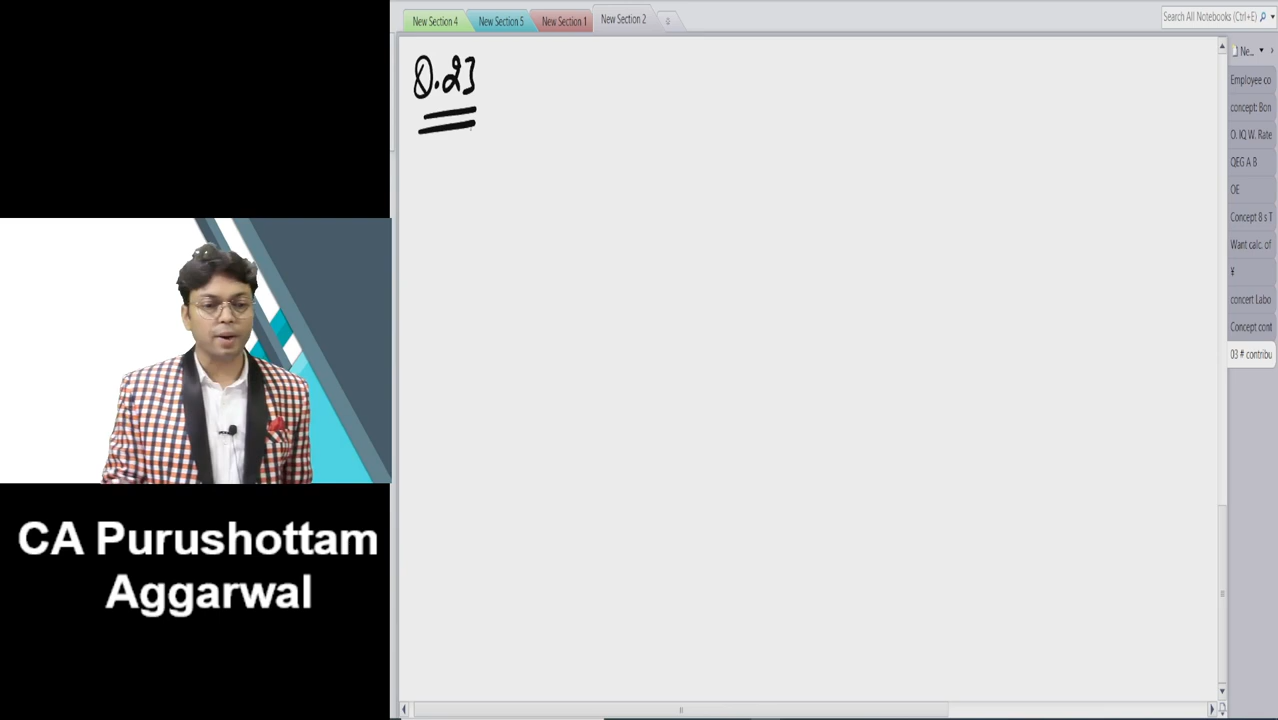 New Section 4
New Section 5
New Section 1
New Section 2
Search All Notebooks (Ctrl+E)
Ne...
Q.23
Employee co
concept: Bon
O. IQ W. Rate
QEG A B
OE
Concept 8 s T
Want calc. of
¥
concert Labo
Concept cont
03 # contribu
CA Purushottam
Aggarwal